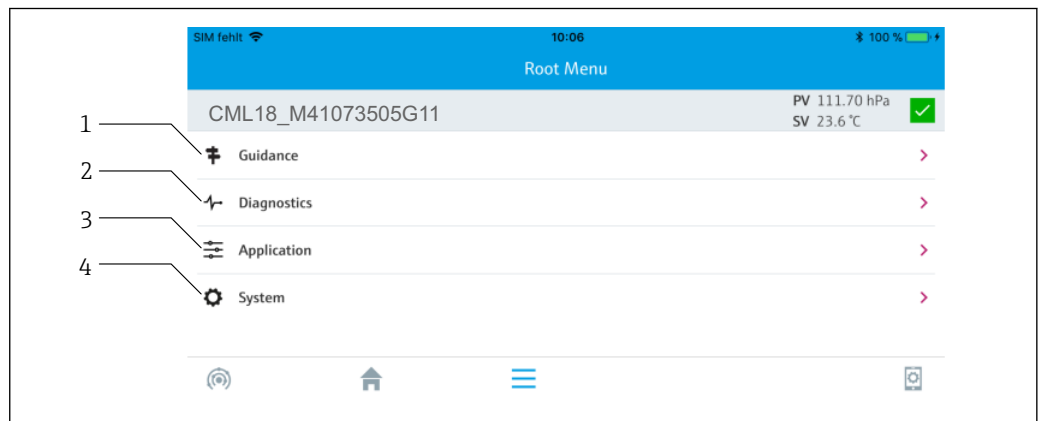 SIM fehlt 10:06 100 %
Root Menu
CML18_M41073505G11
PV 111.70 hPa
SV 23.6 °C
1
Guidance
2
Diagnostics
3
Application
4
System